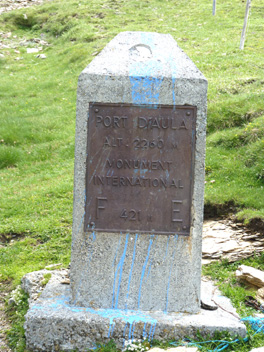 PORT D'AULA
ALT. 2260 M
MONUMENT
INTERNATIONAL
F E
421